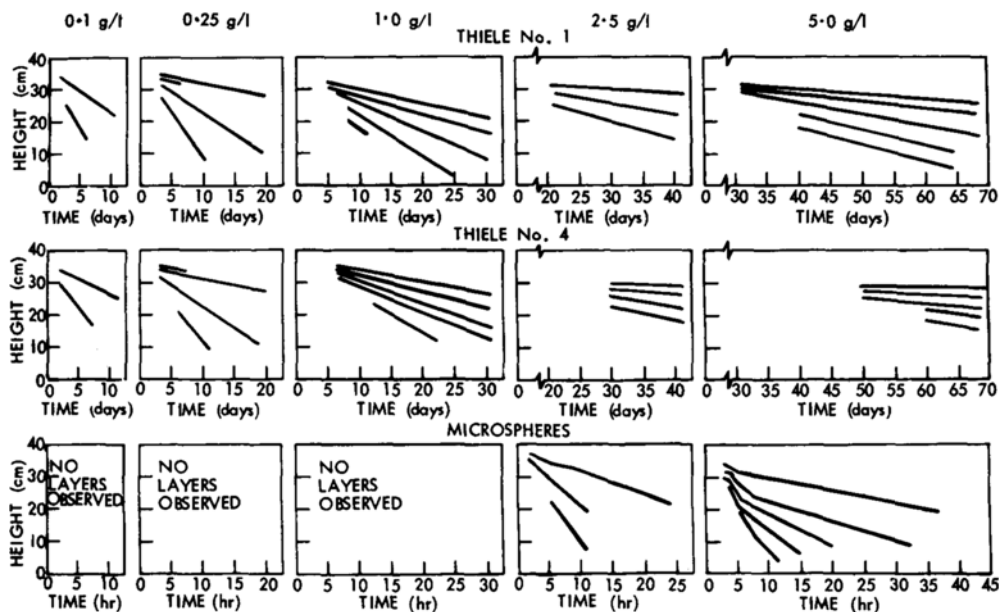 0·1 g/l 0·25 g/l 1·0 g/l 2·5 g/l 5·0 g/l
THIELE No. 1
HEIGHT (cm)
40
30
20
10
0
0 5 10
0 5 10 15 20
0 5 10 15 20 25 30
0 20 25 30 35 40
0 30 35 40 45 50 55 60 65 70
TIME (days) TIME (days) TIME (days) TIME (days) TIME (days)
THIELE No. 4
HEIGHT (cm)
40
30
20
10
0
0 5 10
0 5 10 15 20
0 5 10 15 20 25 30
0 20 25 30 35 40
0 30 35 40 45 50 55 60 65 70
TIME (days) TIME (days) TIME (days) TIME (days) TIME (days)
MICROSPHERES
HEIGHT (cm)
40
30
20
10
0
NO
LAYERS
OBSERVED
NO
LAYERS
OBSERVED
NO
LAYERS
OBSERVED
0 5 10
0 5 10 15 20
0 5 10 15 20 25 30
0 5 10 15 20 25
0 5 10 15 20 25 30 35 40 45
TIME (hr) TIME (hr) TIME (hr) TIME (hr) TIME (hr)